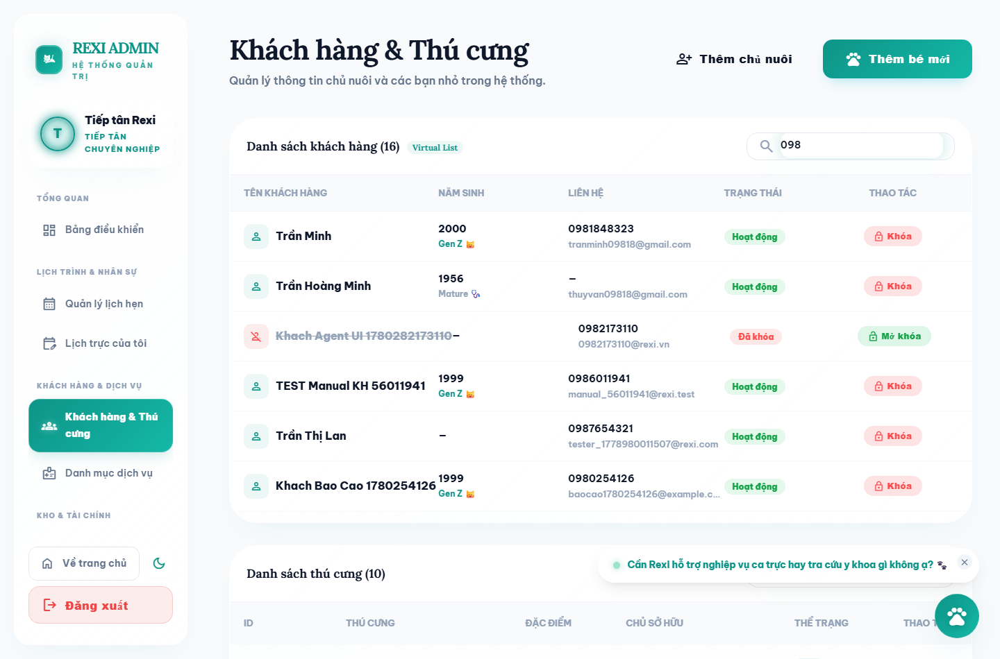 REXI ADMIN
HỆ THỐNG QUẢN
TRỊ
T
Tiếp tân Rexi
TIẾP TÂN
CHUYÊN NGHIỆP
TỔNG QUAN
Bảng điều khiển
LỊCH TRÌNH & NHÂN SỰ
Quản lý lịch hẹn
Lịch trực của tôi
KHÁCH HÀNG & DỊCH VỤ
Khách hàng & Thú
cưng
Danh mục dịch vụ
KHO & TÀI CHÍNH
Về trang chủ
Đăng xuất
Khách hàng & Thú cưng
Quản lý thông tin chủ nuôi và các bạn nhỏ trong hệ thống.
Thêm chủ nuôi
Thêm bé mới
Danh sách khách hàng (16) Virtual List
098
TÊN KHÁCH HÀNG NĂM SINH LIÊN HỆ TRẠNG THÁI THAO TÁC
Trần Minh 2000 0981848323 Hoạt động Khóa
Gen Z tranminh09818@gmail.com
Trần Hoàng Minh 1956 – Hoạt động Khóa
Mature thuyvan09818@gmail.com
Khach Agent UI 1780282173110 – 0982173110 Đã khóa Mở khóa
0982173110@rexi.vn
TEST Manual KH 56011941 1999 0986011941 Hoạt động Khóa
Gen Z manual_56011941@rexi.test
Trần Thị Lan – 0987654321 Hoạt động Khóa
tester_1778980011507@rexi.com
Khach Bao Cao 1780254126 1999 0980254126 Hoạt động Khóa
Gen Z baocao1780254126@example.c...
Danh sách thú cưng (10)
Cần Rexi hỗ trợ nghiệp vụ ca trực hay tra cứu y khoa gì không ạ?
ID THÚ CƯNG ĐẶC ĐIỂM CHỦ SỞ HỮU THỂ TRẠNG THAO